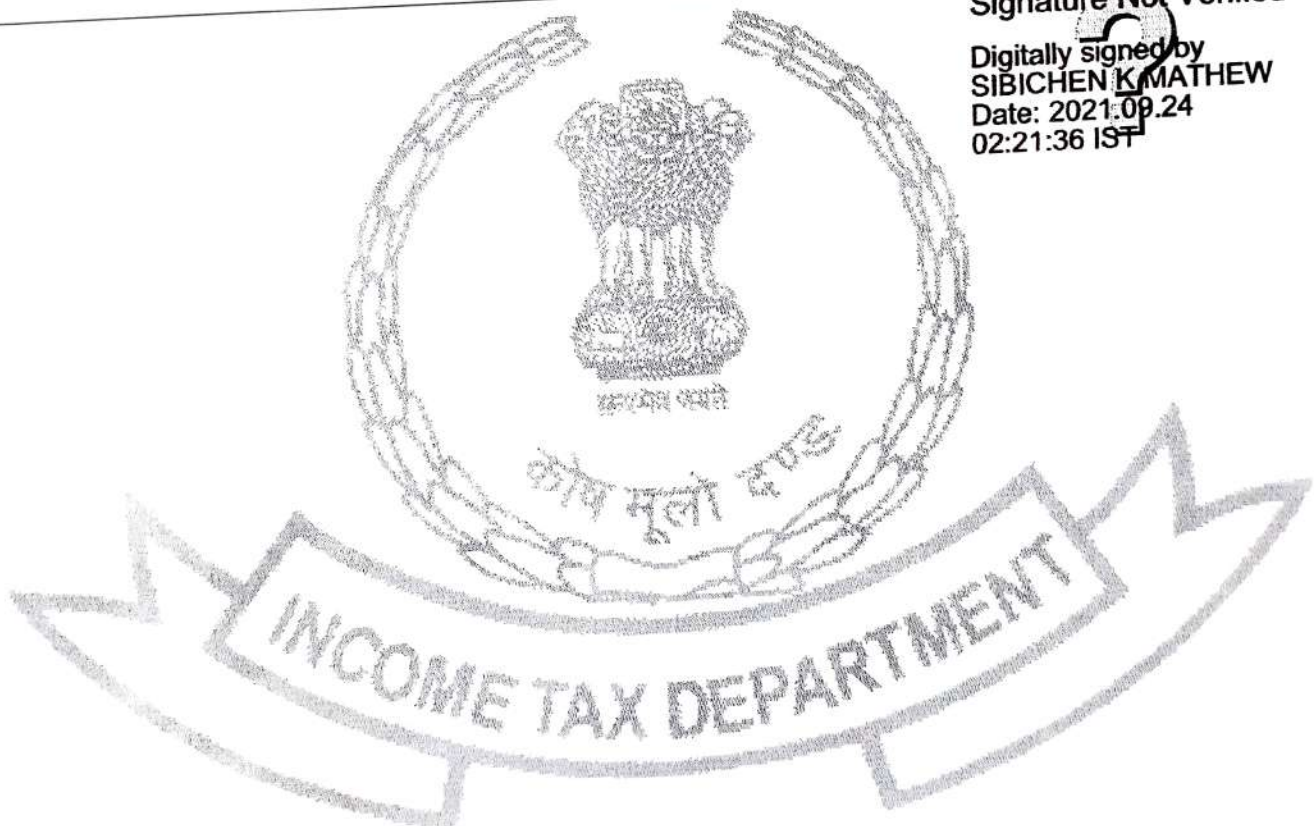 Signature Not Verified
Digitally signed by
SIBICHEN K MATHEW
Date: 2021.09.24
02:21:36 IST
सत्यमेव जयते
कोष मूलो दण्ड
INCOME TAX DEPARTMENT